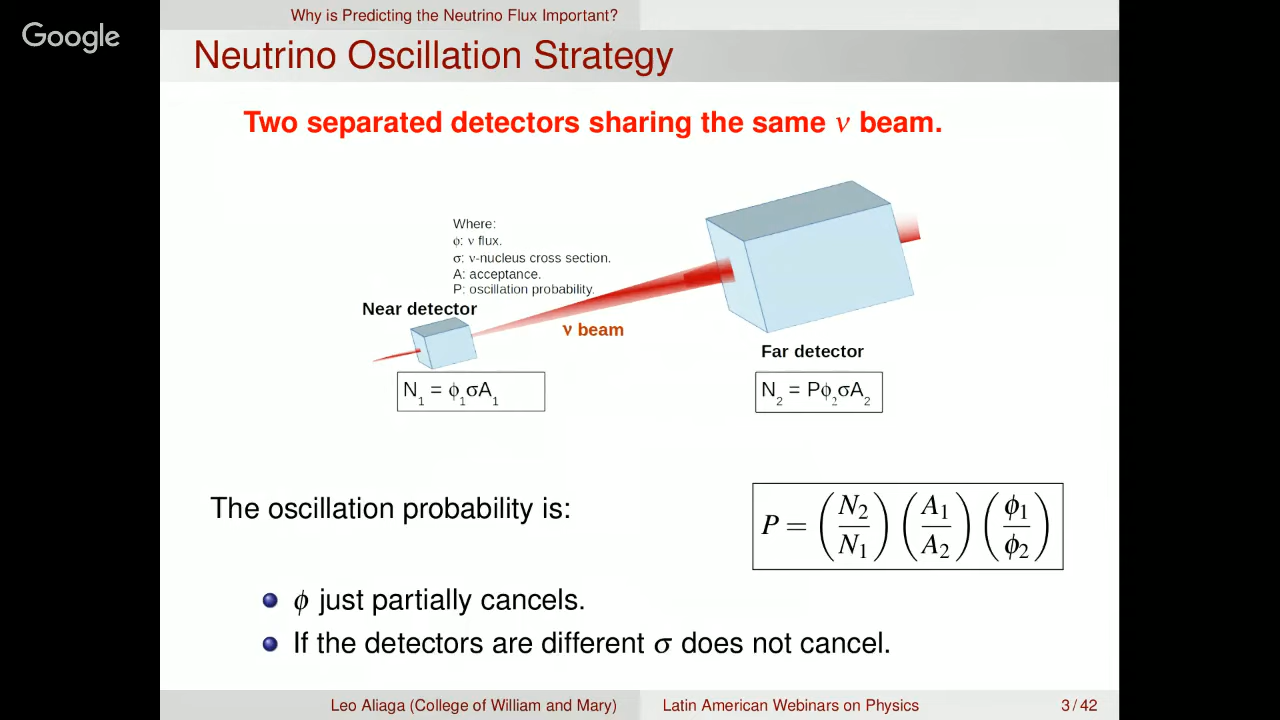 Google
Why is Predicting the Neutrino Flux Important?
Neutrino Oscillation Strategy
Two separated detectors sharing the same ν beam.
Where:
ϕ: ν flux.
σ: ν-nucleus cross section.
A: acceptance.
P: oscillation probability.
Near detector
ν beam
Far detector
N₁ = ϕ₁σA₁
N₂ = Pϕ₂σA₂
The oscillation probability is:
P = (N₂/N₁) (A₁/A₂) (ϕ₁/ϕ₂)
ϕ just partially cancels.
If the detectors are different σ does not cancel.
Leo Aliaga (College of William and Mary) Latin American Webinars on Physics 3 / 42